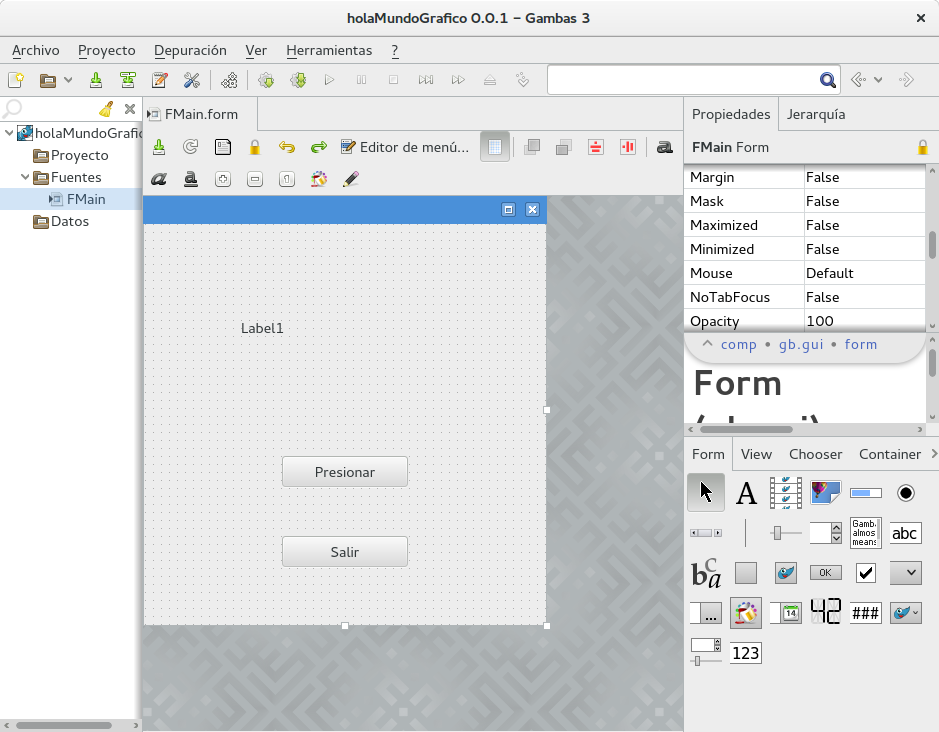 holaMundoGrafico 0.0.1 – Gambas 3
Archivo Proyecto Depuración Ver Herramientas ?
holaMundoGrafic
Proyecto
Fuentes
FMain
Datos
FMain.form
Editor de menú...
a
a
a
Label1
Presionar
Salir
Propiedades Jerarquía
FMain Form
Margin False
Mask False
Maximized False
Minimized False
Mouse Default
NoTabFocus False
Opacity 100
comp • gb.gui • form
Form
Form View Chooser Container
A
Gamb.
almos
means
abc
bca
OK
...
14
42
###
123